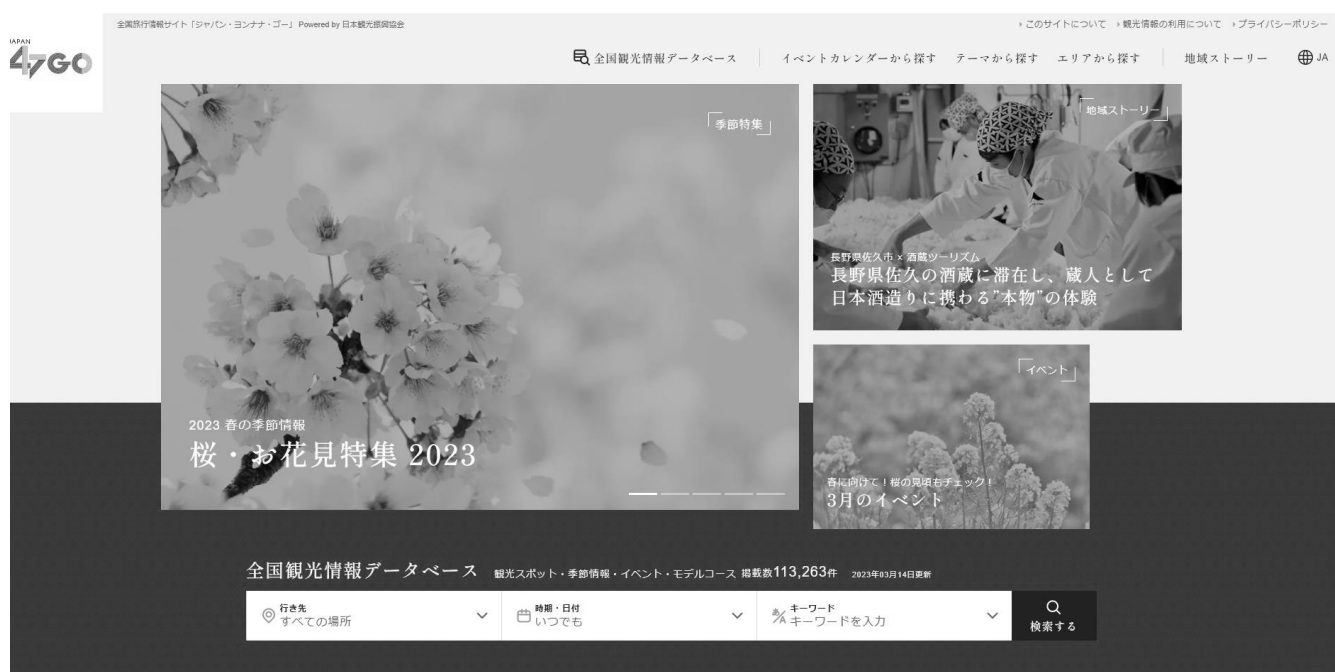 全国旅行情報サイト「ジャパン・ヨンナナ・ゴー」 Powered by 日本観光振興協会
このサイトについて 観光情報の利用について プライバシーポリシー
JAPAN
47GO
全国観光情報データベース イベントカレンダーから探す テーマから探す エリアから探す 地域ストーリー JA
季節特集
2023 春の季節情報
桜・お花見特集 2023
地域ストーリー
長野県佐久市 × 酒蔵ツーリズム
長野県佐久の酒蔵に滞在し、蔵人として
日本酒造りに携わる"本物"の体験
イベント
春に向けて！桜の見頃もチェック！
3月のイベント
全国観光情報データベース 観光スポット・季節情報・イベント・モデルコース 掲載数113,263件 2023年03月14日更新
行き先
すべての場所
時期・日付
いつでも
あ/A キーワード
キーワードを入力
検索する